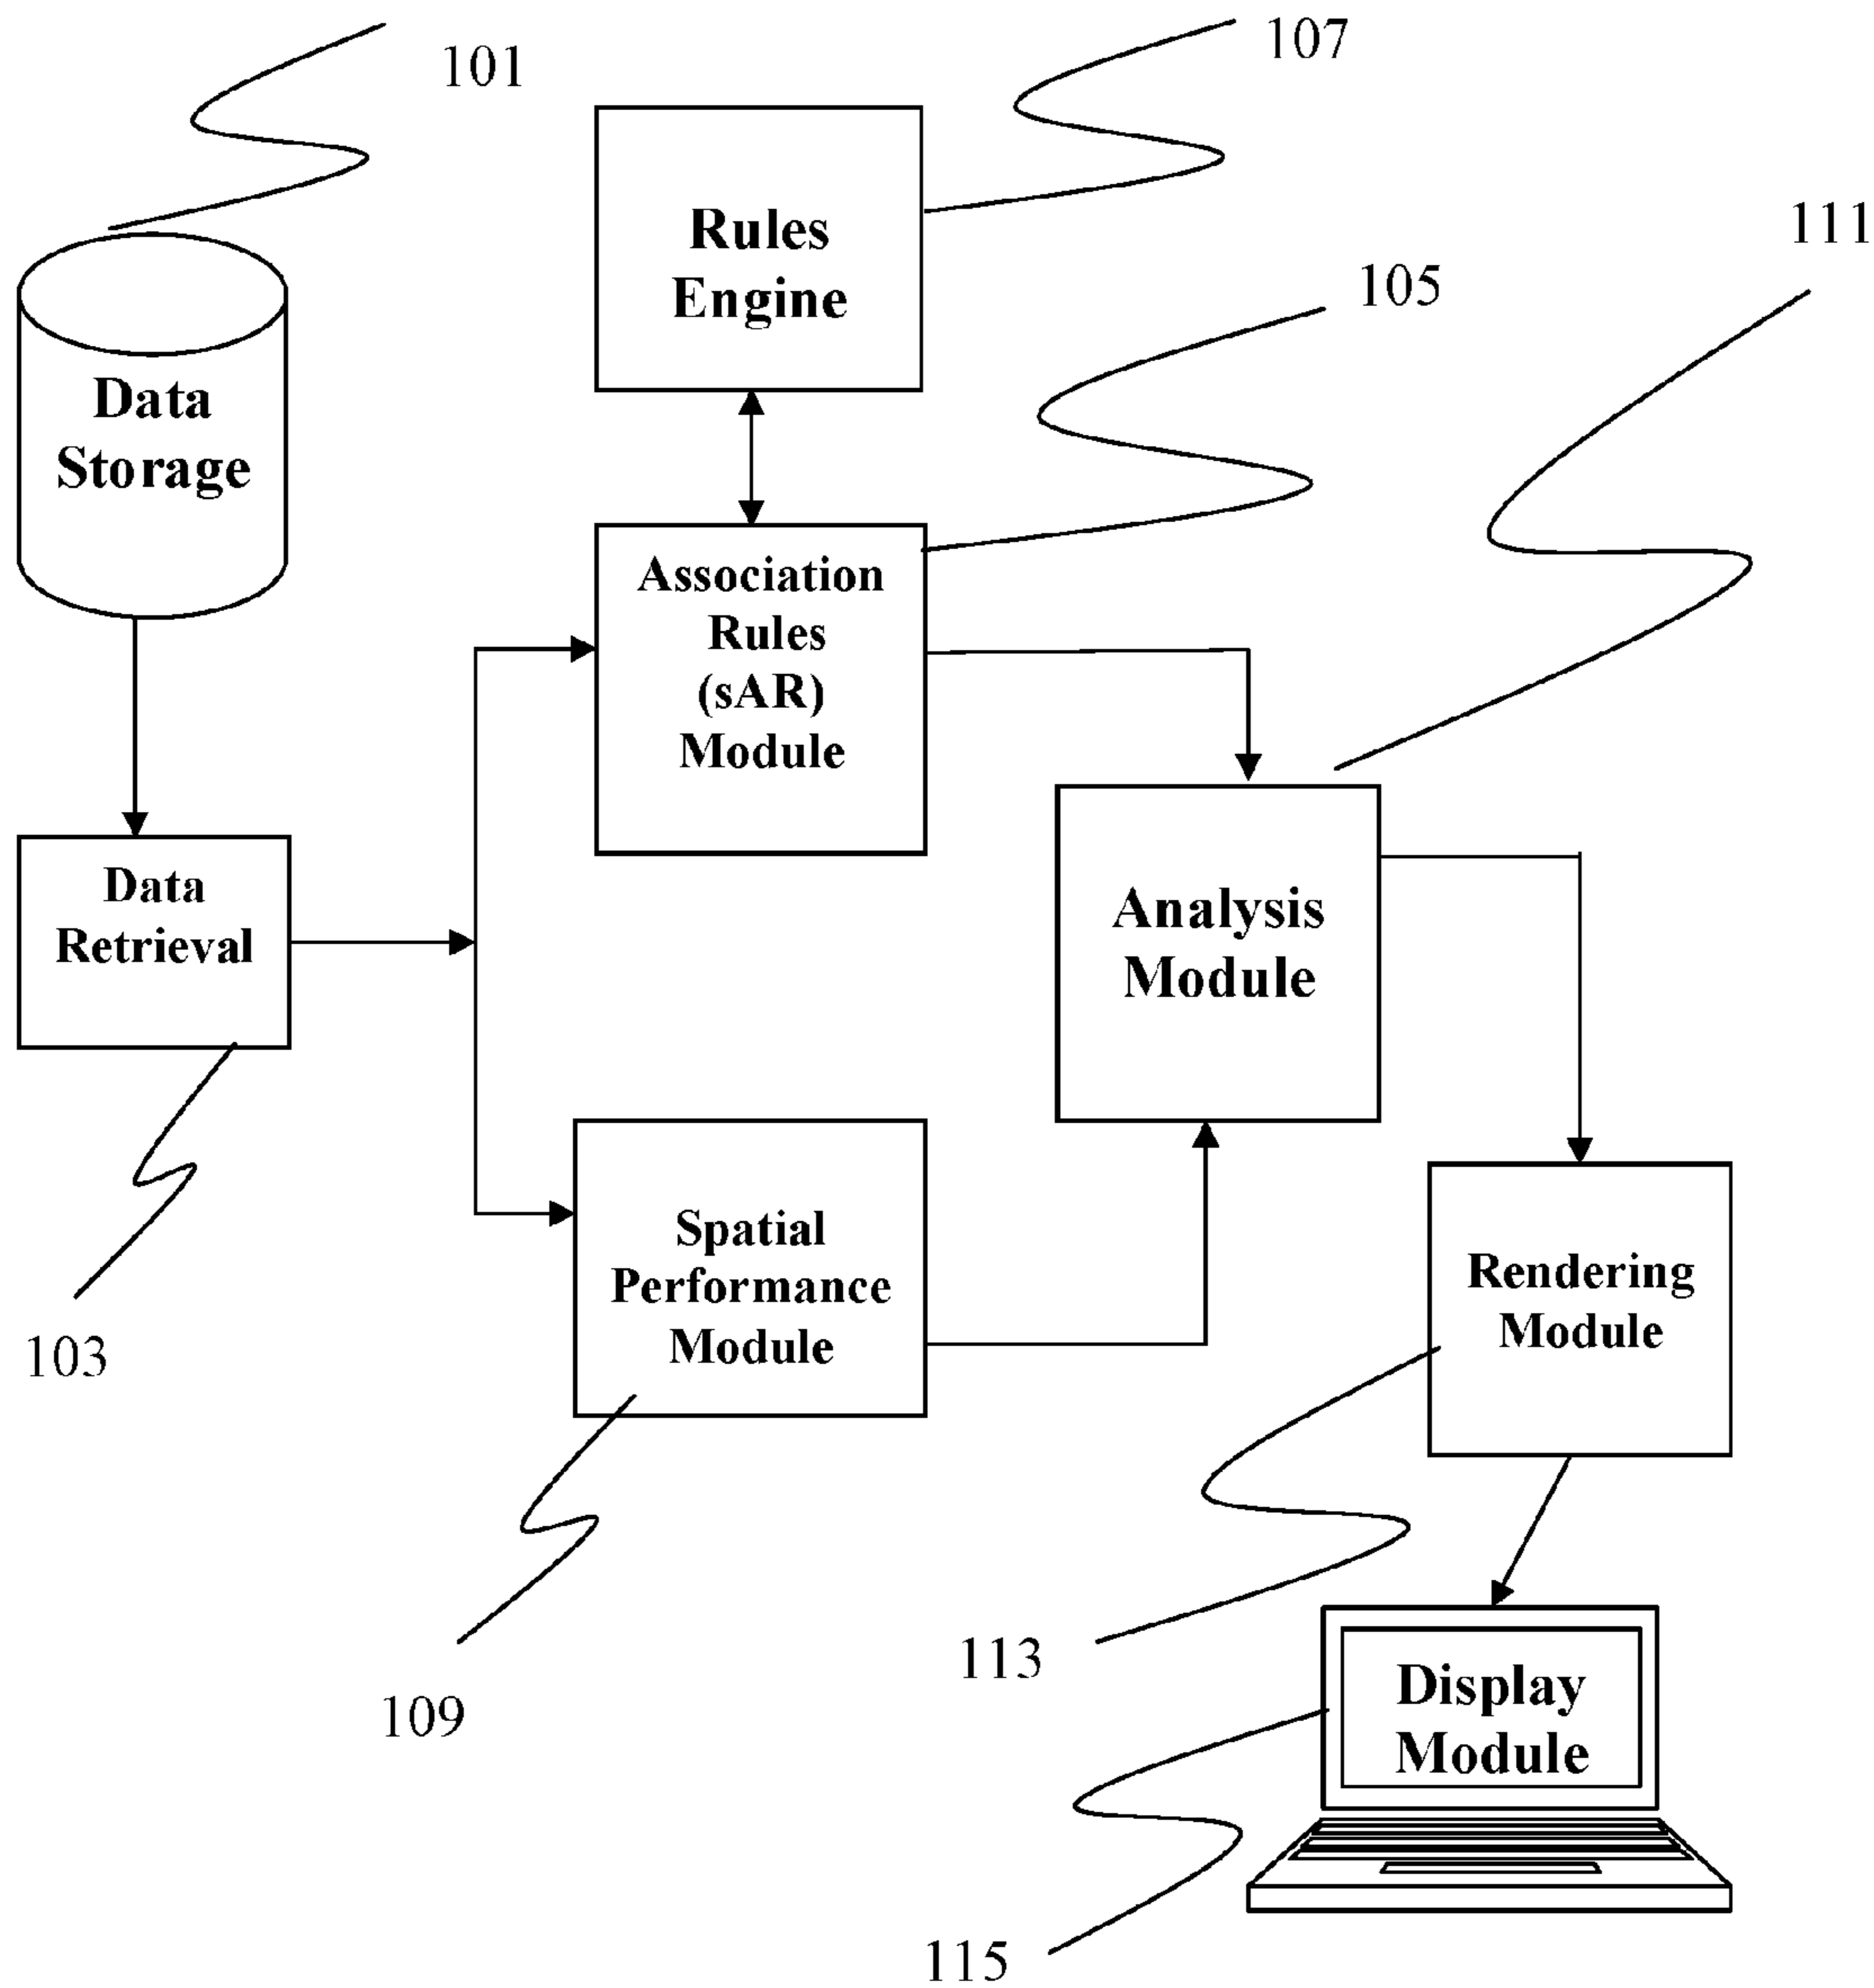 101
107
Rules
Engine
111
105
Data
Storage
Association
Rules
(sAR)
Module
Data
Retrieval
Analysis
Module
Spatial
Performance
Module
Rendering
Module
103
113
109
Display
Module
115